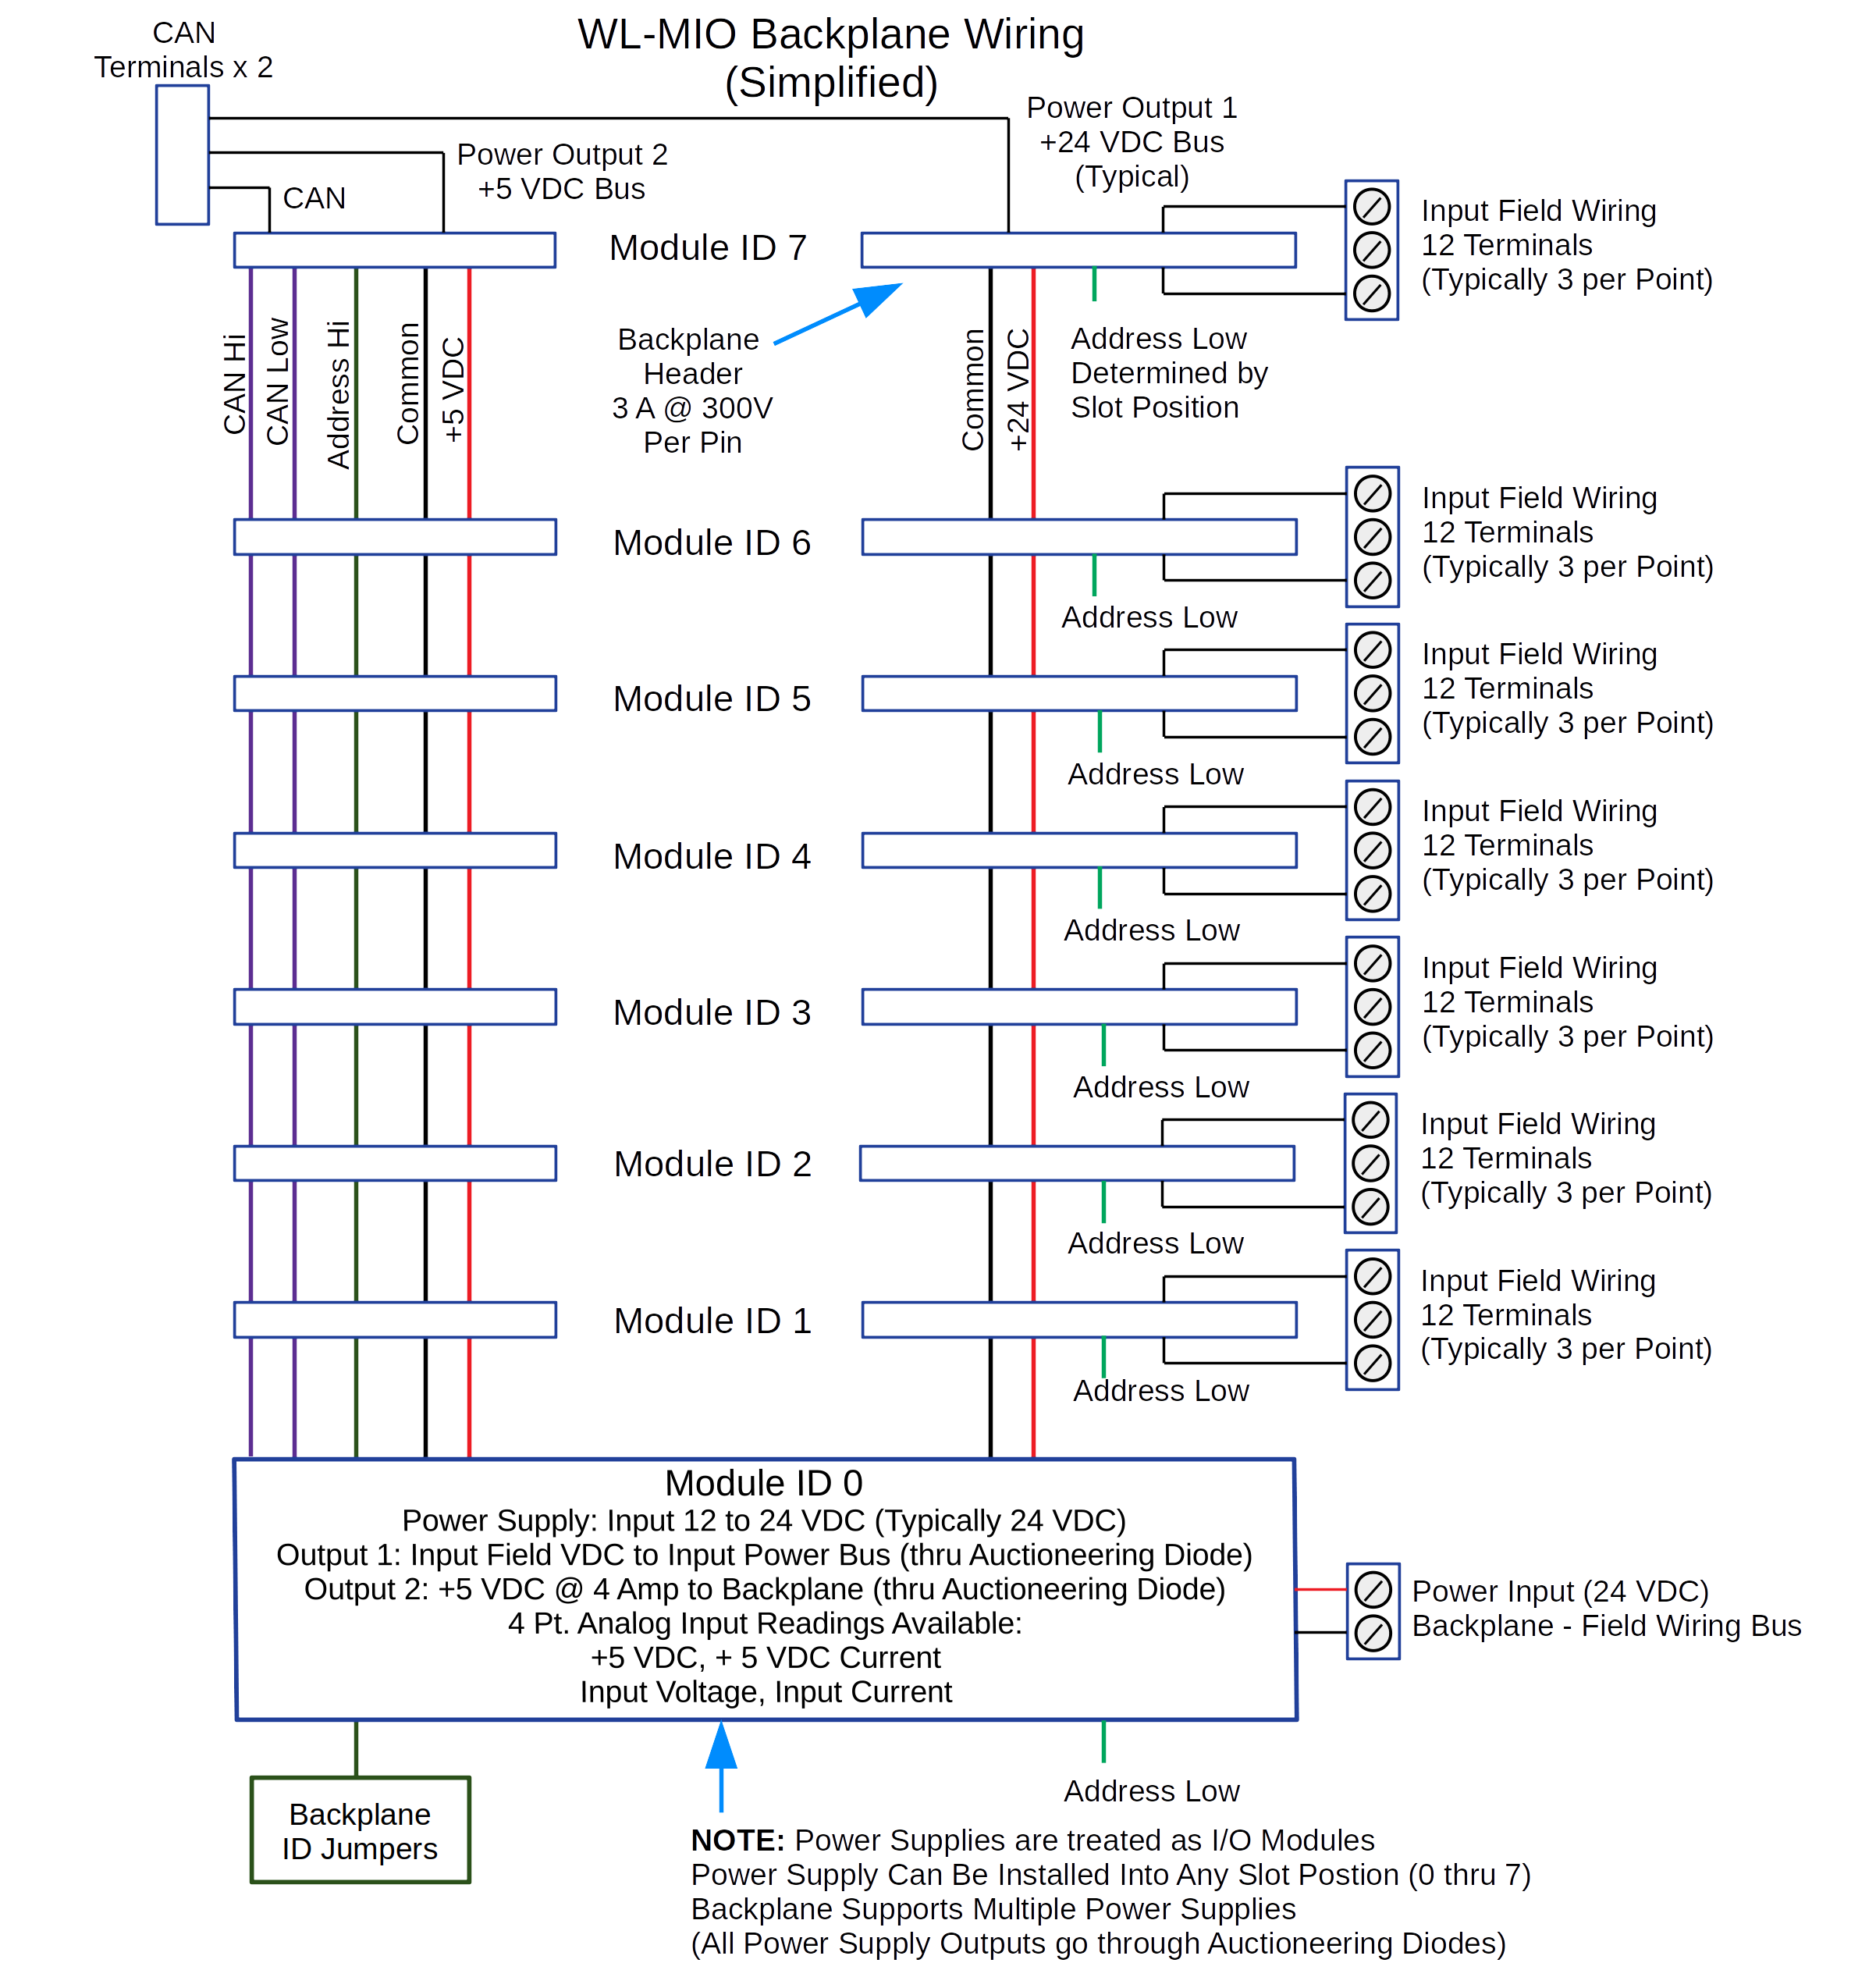 CAN
Terminals x 2
WL-MIO Backplane Wiring
(Simplified)
Power Output 1
+24 VDC Bus
(Typical)
Power Output 2
+5 VDC Bus
CAN
Module ID 7
Input Field Wiring
12 Terminals
(Typically 3 per Point)
CAN Hi
CAN Low
Address Hi
Common
+5 VDC
Backplane
Header
3 A @ 300V
Per Pin
Common
+24 VDC
Address Low
Determined by
Slot Position
Module ID 6
Input Field Wiring
12 Terminals
(Typically 3 per Point)
Address Low
Module ID 5
Input Field Wiring
12 Terminals
(Typically 3 per Point)
Address Low
Module ID 4
Input Field Wiring
12 Terminals
(Typically 3 per Point)
Address Low
Module ID 3
Input Field Wiring
12 Terminals
(Typically 3 per Point)
Address Low
Module ID 2
Input Field Wiring
12 Terminals
(Typically 3 per Point)
Address Low
Module ID 1
Input Field Wiring
12 Terminals
(Typically 3 per Point)
Address Low
Module ID 0
Power Supply: Input 12 to 24 VDC (Typically 24 VDC)
Output 1: Input Field VDC to Input Power Bus (thru Auctioneering Diode)
Output 2: +5 VDC @ 4 Amp to Backplane (thru Auctioneering Diode)
4 Pt. Analog Input Readings Available:
+5 VDC, + 5 VDC Current
Input Voltage, Input Current
Power Input (24 VDC)
Backplane - Field Wiring Bus
Address Low
Backplane
ID Jumpers
NOTE: Power Supplies are treated as I/O Modules
Power Supply Can Be Installed Into Any Slot Postion (0 thru 7)
Backplane Supports Multiple Power Supplies
(All Power Supply Outputs go through Auctioneering Diodes)